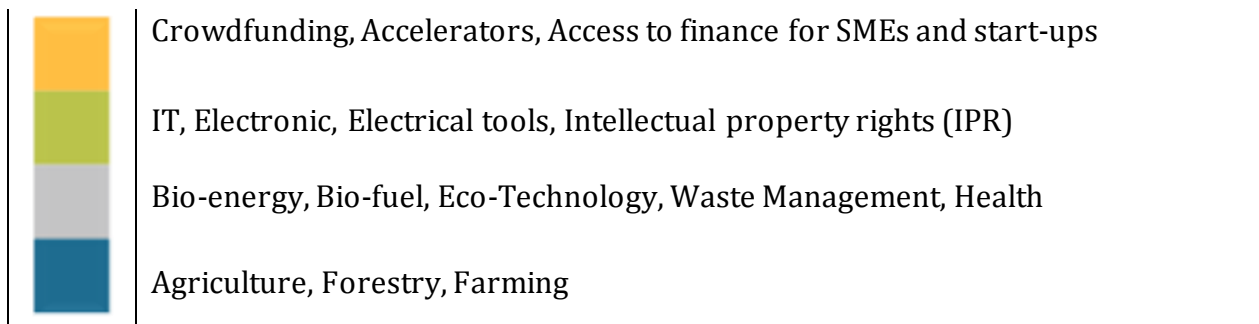 Crowdfunding, Accelerators, Access to finance for SMEs and start-ups
IT, Electronic, Electrical tools, Intellectual property rights (IPR)
Bio-energy, Bio-fuel, Eco-Technology, Waste Management, Health
Agriculture, Forestry, Farming